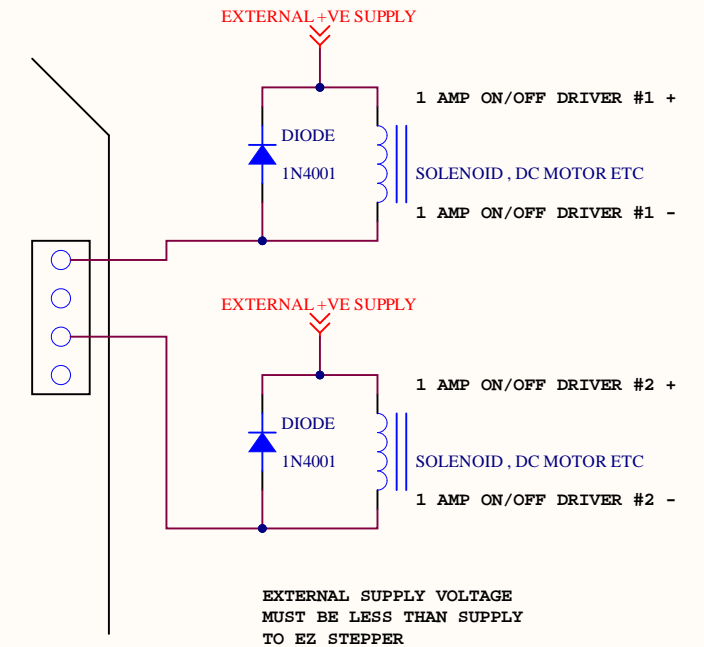 EXTERNAL +VE SUPPLY
1 AMP ON/OFF DRIVER #1 +
DIODE
1N4001
SOLENOID , DC MOTOR ETC
1 AMP ON/OFF DRIVER #1 -
EXTERNAL +VE SUPPLY
1 AMP ON/OFF DRIVER #2 +
DIODE
1N4001
SOLENOID , DC MOTOR ETC
1 AMP ON/OFF DRIVER #2 -
EXTERNAL SUPPLY VOLTAGE
MUST BE LESS THAN SUPPLY
TO EZ STEPPER